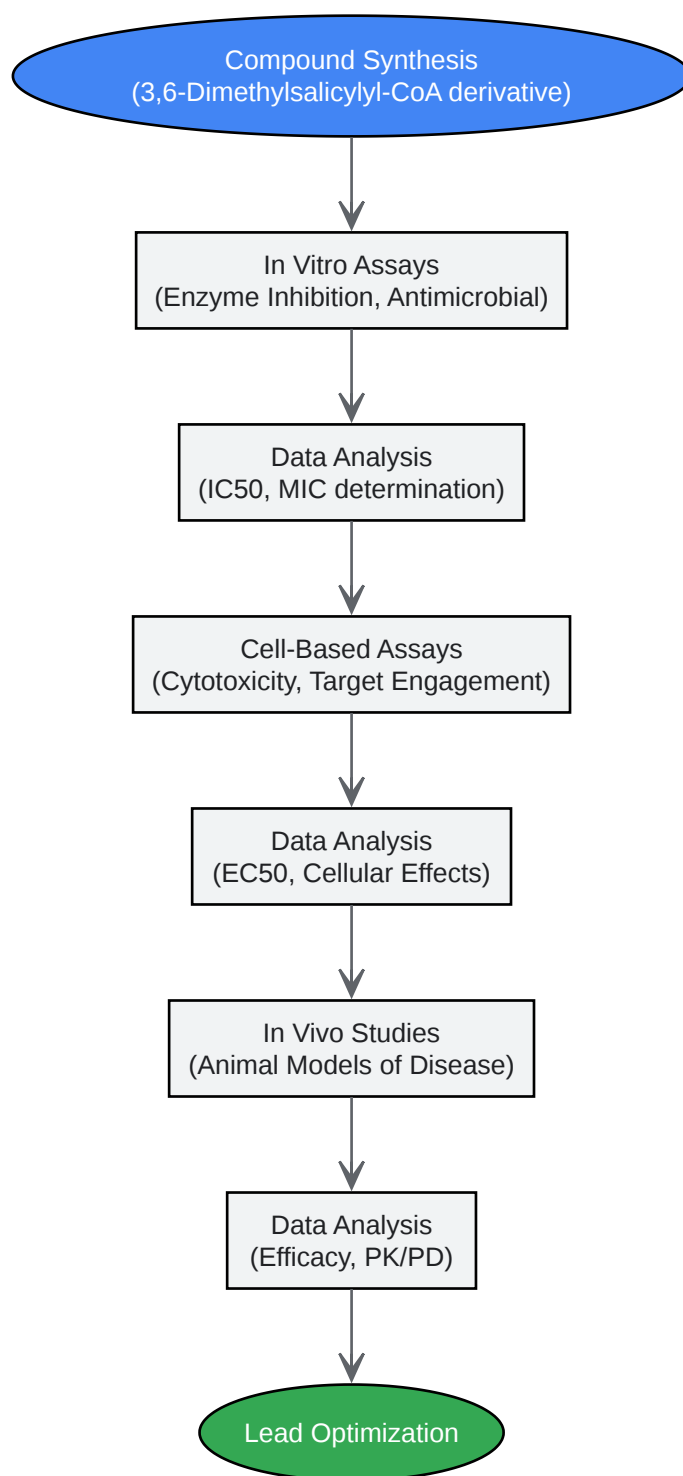 Compound Synthesis
(3,6-Dimethylsalicylyl-CoA derivative)
In Vitro Assays
(Enzyme Inhibition, Antimicrobial)
Data Analysis
(IC50, MIC determination)
Cell-Based Assays
(Cytotoxicity, Target Engagement)
Data Analysis
(EC50, Cellular Effects)
In Vivo Studies
(Animal Models of Disease)
Data Analysis
(Efficacy, PK/PD)
Lead Optimization